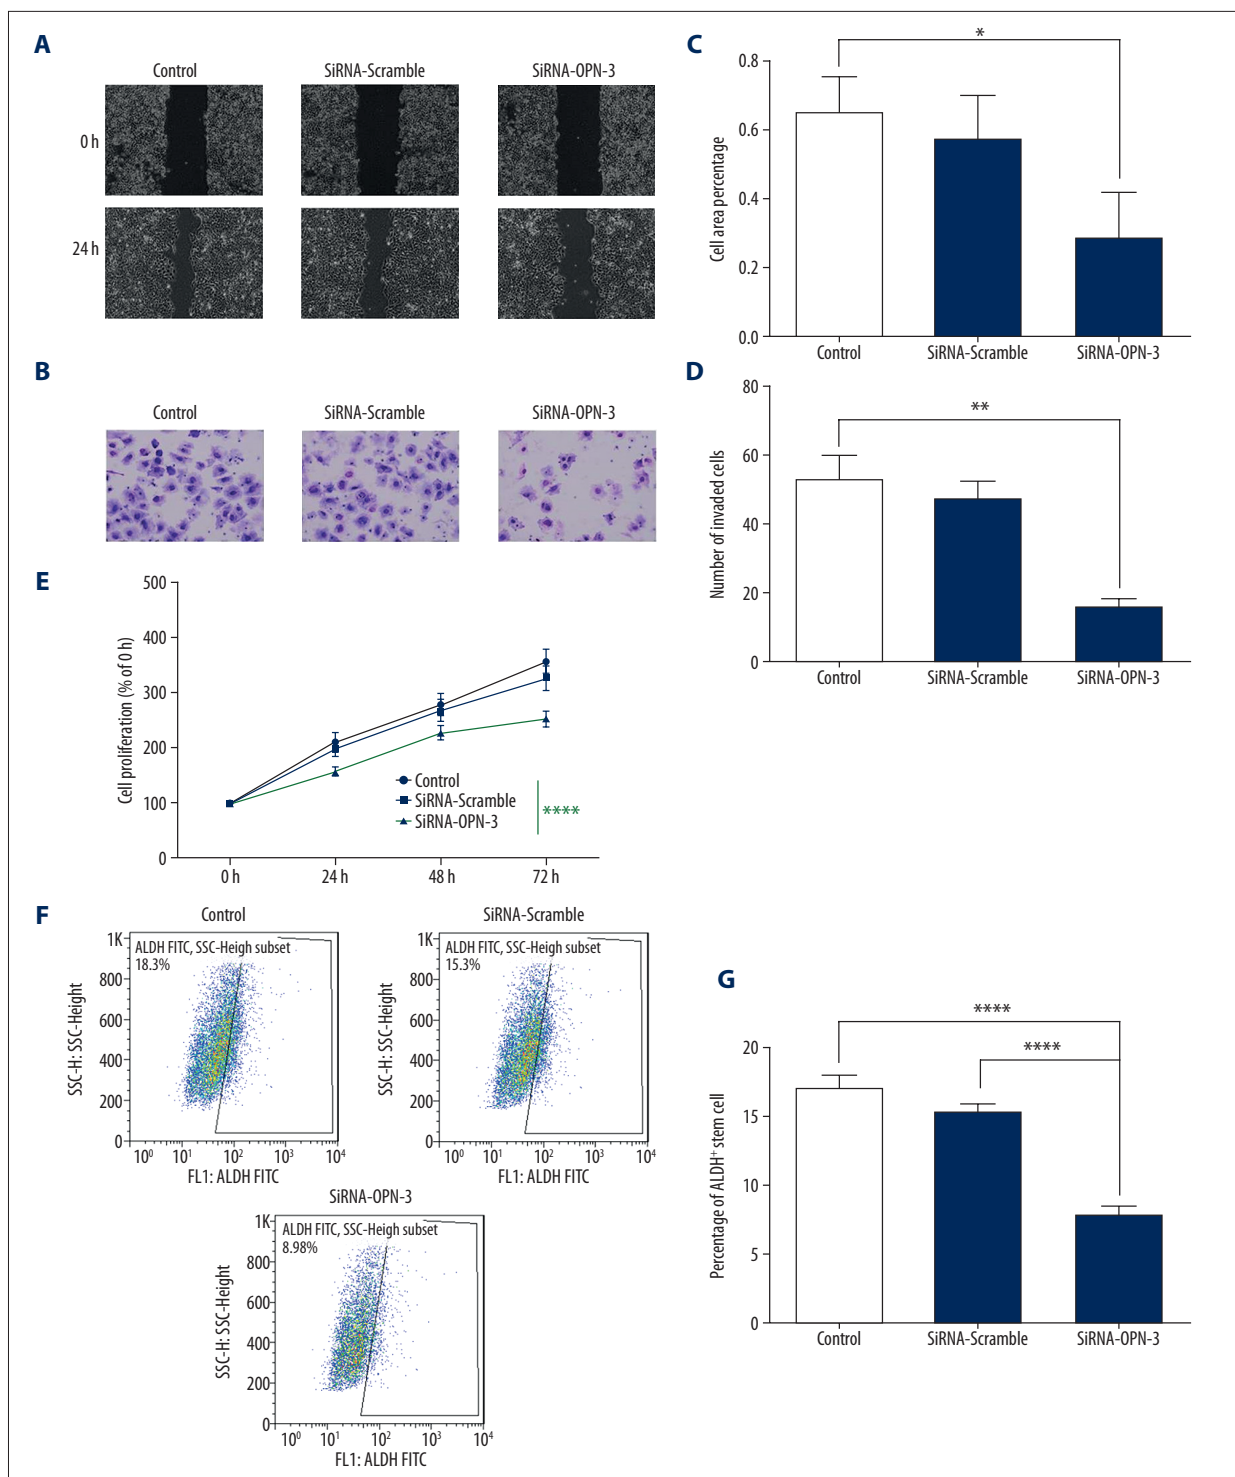 A
Control
SiRNA-Scramble
SiRNA-OPN-3
0 h
24 h
B
Control
SiRNA-Scramble
SiRNA-OPN-3
C
*
Cell area percentage
0.8
0.6
0.4
0.2
0.0
Control
SiRNA-Scramble
SiRNA-OPN-3
D
**
Number of invaded cells
80
60
40
20
0
Control
SiRNA-Scramble
SiRNA-OPN-3
E
Cell proliferation (% of 0 h)
500
400
300
200
100
0
0 h
24 h
48 h
72 h
Control
SiRNA-Scramble
SiRNA-OPN-3
****
F
Control
ALDH FITC, SSC-Heigh subset
18.3%
SSC-H: SSC-Height
1K
800
600
400
200
0
10⁰ 10¹ 10² 10³ 10⁴
FL1: ALDH FITC
SiRNA-Scramble
ALDH FITC, SSC-Heigh subset
15.3%
SSC-H: SSC-Height
1K
800
600
400
200
0
10⁰ 10¹ 10² 10³ 10⁴
FL1: ALDH FITC
SiRNA-OPN-3
ALDH FITC, SSC-Heigh subset
8.98%
SSC-H: SSC-Height
1K
800
600
400
200
0
10⁰ 10¹ 10² 10³ 10⁴
FL1: ALDH FITC
G
****
****
Percentage of ALDH⁺ stem cell
20
15
10
5
0
Control
SiRNA-Scramble
SiRNA-OPN-3